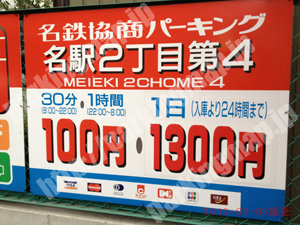 名鉄協商パーキング
名駅2丁目第4
MEIEKI 2CHOME 4
30分・1時間 1日(入庫より24時間まで)
(8:00~22:00) (22:00~8:00)
100円・1300円
VISA
JCB